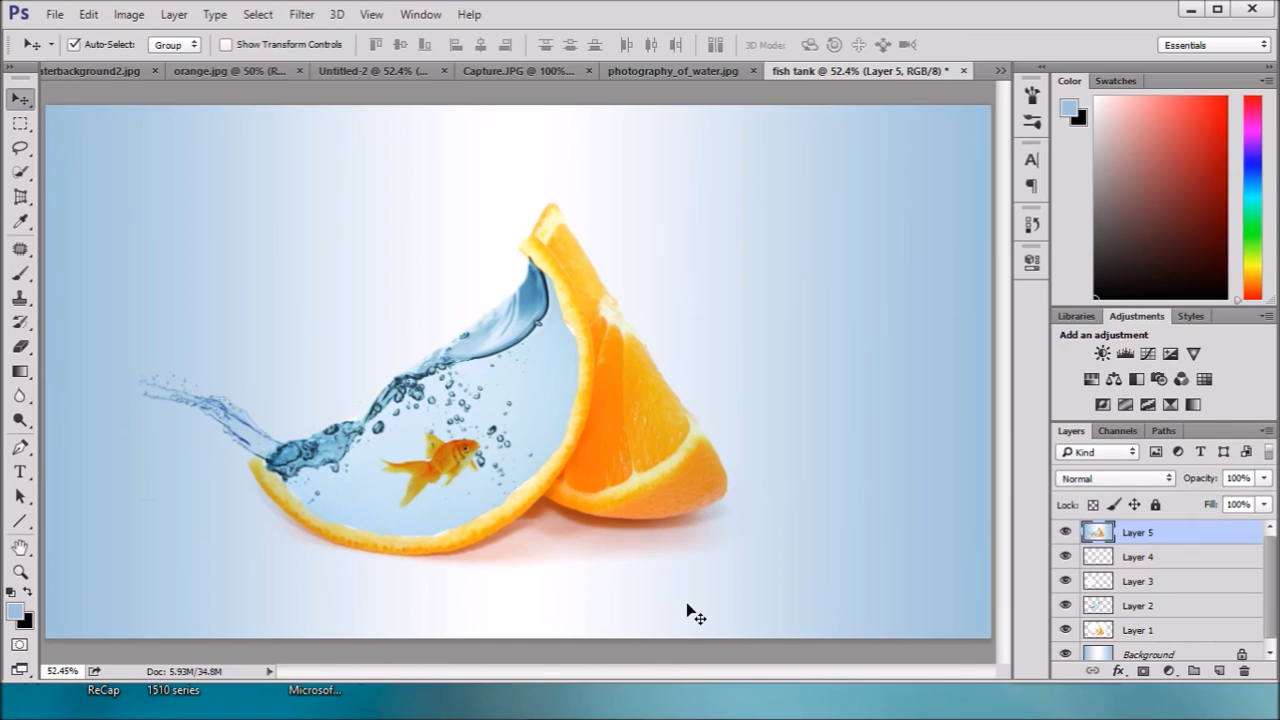 Ps File Edit Image Layer Type Select Filter 3D View Window Help
Auto-Select: Group Show Transform Controls 3D Mode: Essentials
terbackground2.jpg × orange.jpg @ 50% (R... × Untitled-2 @ 52.4% (... × Capture.JPG @ 100%... × photography_of_water.jpg × fish tank @ 52.4% (Layer 5, RGB/8) * ×
Color Swatches
Libraries Adjustments Styles
Add an adjustment
Layers Channels Paths
Kind
Normal Opacity: 100%
Lock: Fill: 100%
Layer 5
Layer 4
Layer 3
Layer 2
Layer 1
Background
52.45% Doc: 5.93M/34.8M
ReCap 1510 series Microsof...